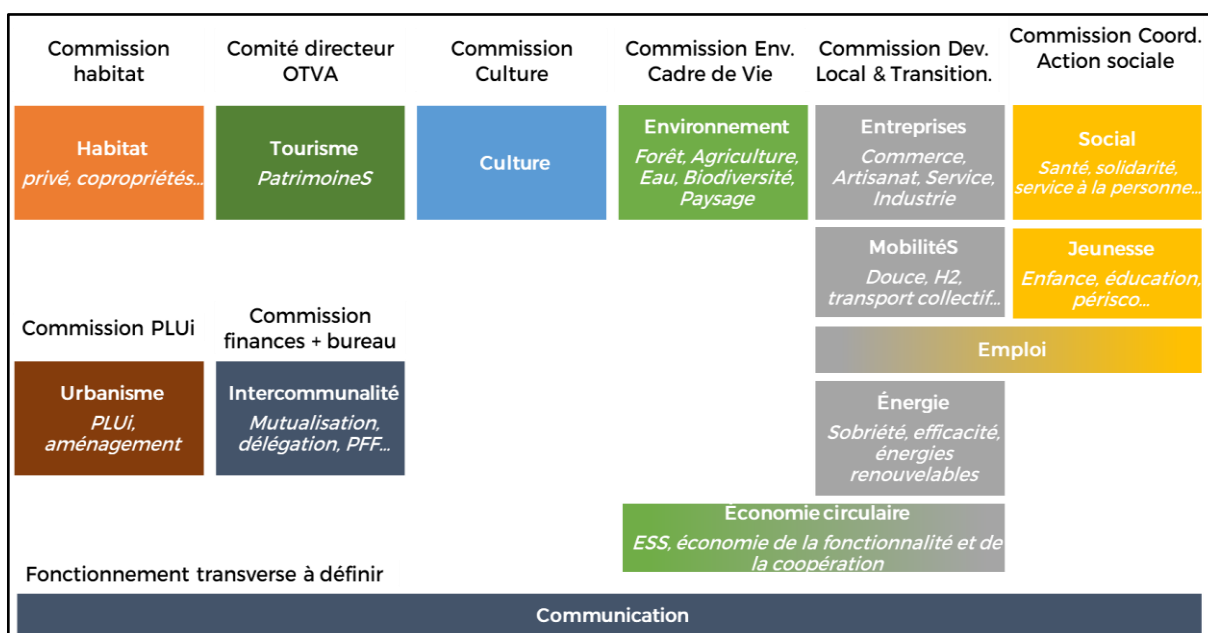 Commission
habitat
Comité directeur
OTVA
Commission
Culture
Commission Env.
Cadre de Vie
Commission Dev.
Local & Transition.
Commission Coord.
Action sociale
Habitat
privé, copropriétés...
Tourisme
PatrimoineS
Culture
Environnement
Forêt, Agriculture,
Eau, Biodiversité,
Paysage
Entreprises
Commerce,
Artisanat, Service,
Industrie
Social
Santé, solidarité,
service à la personne...
MobilitéS
Douce, H2,
transport collectif...
Jeunesse
Enfance, éducation,
périsco...
Commission PLUi
Commission
finances + bureau
Emploi
Urbanisme
PLUi,
aménagement
Intercommunalité
Mutualisation,
délégation, PFF...
Énergie
Sobriété, efficacité,
énergies
renouvelables
Économie circulaire
ESS, économie de la fonctionnalité et de
la coopération
Fonctionnement transverse à définir
Communication